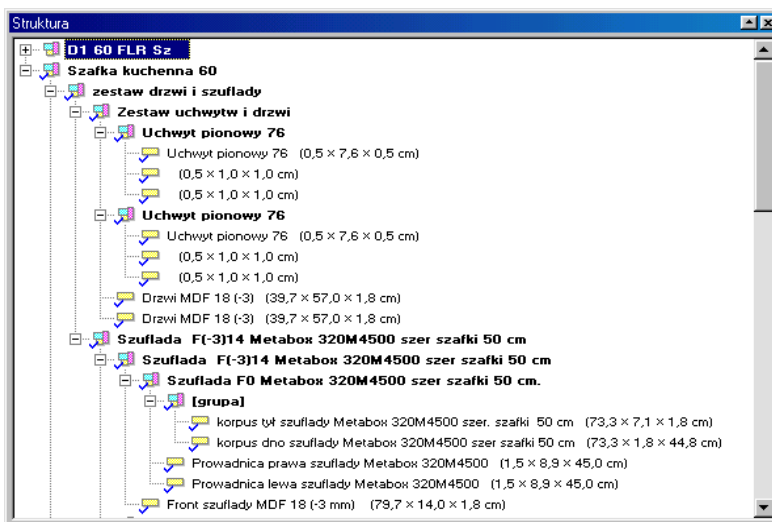 Struktura
D1 60 FLR Sz
Szafka kuchenna 60
zestaw drzwi i szuflady
Zestaw uchwytw i drzwi
Uchwyt pionowy 76
Uchwyt pionowy 76 (0,5 × 7,6 × 0,5 cm)
(0,5 × 1,0 × 1,0 cm)
(0,5 × 1,0 × 1,0 cm)
Uchwyt pionowy 76
Uchwyt pionowy 76 (0,5 × 7,6 × 0,5 cm)
(0,5 × 1,0 × 1,0 cm)
(0,5 × 1,0 × 1,0 cm)
Drzwi MDF 18 (-3) (39,7 × 57,0 × 1,8 cm)
Drzwi MDF 18 (-3) (39,7 × 57,0 × 1,8 cm)
Szuflada F(-3)14 Metabox 320M4500 szer szafki 50 cm
Szuflada F(-3)14 Metabox 320M4500 szer szafki 50 cm
Szuflada F0 Metabox 320M4500 szer szafki 50 cm.
[grupa]
korpus tył szuflady Metabox 320M4500 szer. szafki 50 cm (73,3 × 7,1 × 1,8 cm)
korpus dno szuflady Metabox 320M4500 szer szafki 50 cm (73,3 × 1,8 × 44,8 cm)
Prowadnica prawa szuflady Metabox 320M4500 (1,5 × 8,9 × 45,0 cm)
Prowadnica lewa szuflady Metabox 320M4500 (1,5 × 8,9 × 45,0 cm)
Front szuflady MDF 18 (-3 mm) (79,7 × 14,0 × 1,8 cm)